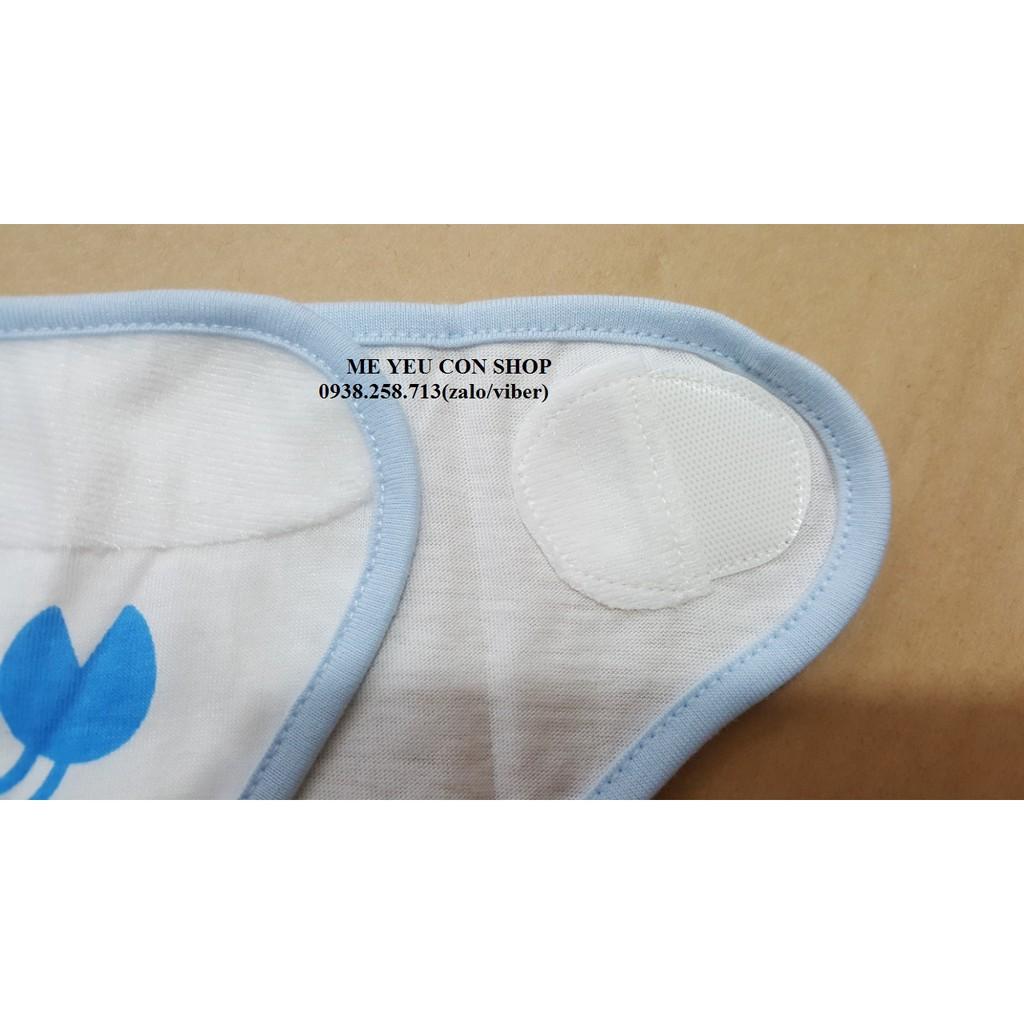 ME YEU CON SHOP
0938.258.713(zalo/viber)